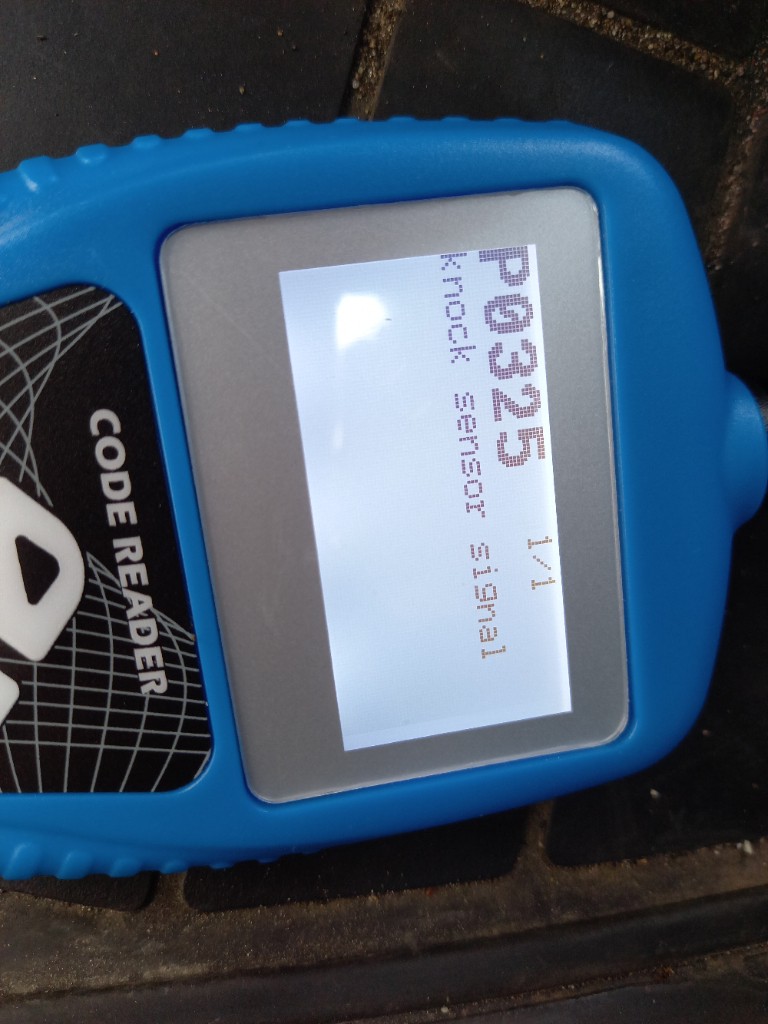 P0325 1/1
knock sensor signal
CODE READER